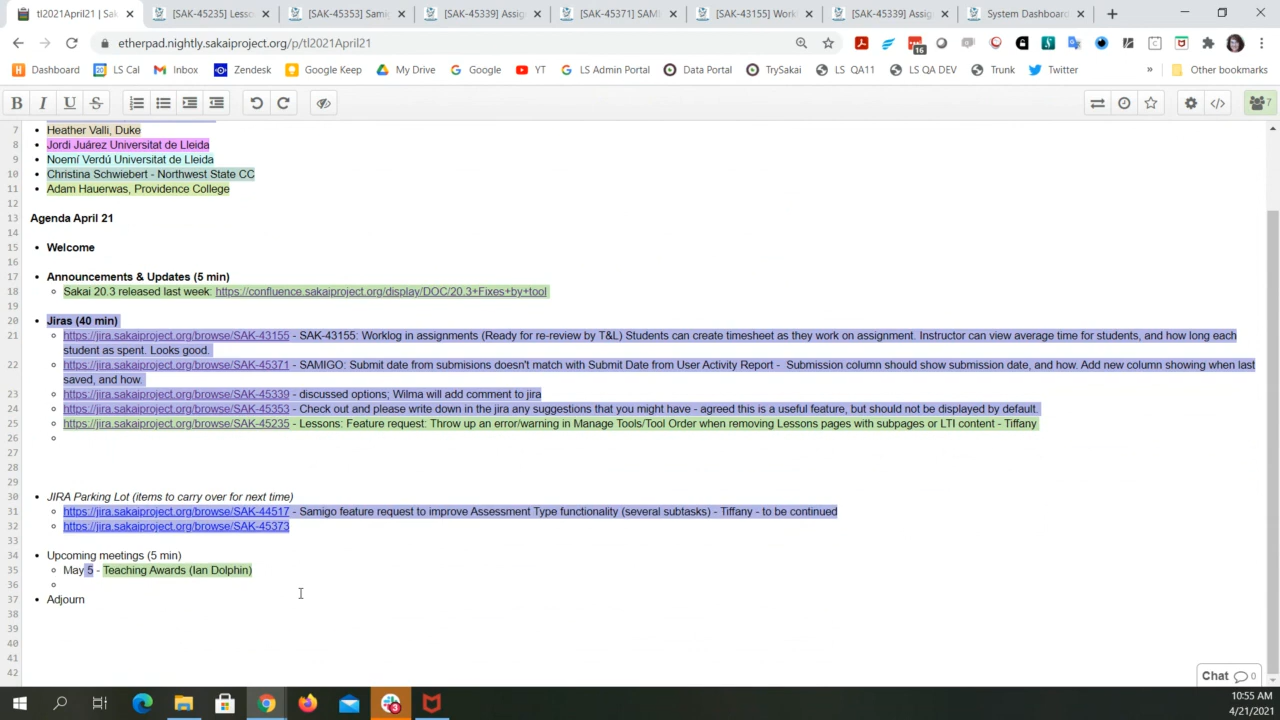 tl2021April21 | Sak
[SAK-45235] Lesso
[SAK-45353] Sami
[SAK-45339] Assig
[SAK-45371] SAMI
[SAK-43155] Work
[SAK-45339] Assig
System Dashboard
etherpad.nightly.sakaiproject.org/p/tl2021April21
16
Dashboard
LS Cal
Inbox
Zendesk
Google Keep
My Drive
Google
YT
LS Admin Portal
Data Portal
TrySakai
LS QA11
LS QA DEV
Trunk
Twitter
»
Other bookmarks
B I U S
7
7 • Heather Valli, Duke
8 • Jordi Juárez Universitat de Lleida
9 • Noemí Verdú Universitat de Lleida
10 • Christina Schwiebert - Northwest State CC
11 • Adam Hauerwas, Providence College
12
13 Agenda April 21
14
15 • Welcome
16
17 • Announcements & Updates (5 min)
18 Sakai 20.3 released last week: https://confluence.sakaiproject.org/display/DOC/20.3+Fixes+by+tool
19
20 • Jiras (40 min)
21 https://jira.sakaiproject.org/browse/SAK-43155 - SAK-43155: Worklog in assignments (Ready for re-review by T&L) Students can create timesheet as they work on assignment. Instructor can view average time for students, and how long each
student as spent. Looks good.
22 https://jira.sakaiproject.org/browse/SAK-45371 - SAMIGO: Submit date from submisions doesn't match with Submit Date from User Activity Report - Submission column should show submission date, and how. Add new column showing when last
saved, and how.
23 https://jira.sakaiproject.org/browse/SAK-45339 - discussed options; Wilma will add comment to jira
24 https://jira.sakaiproject.org/browse/SAK-45353 - Check out and please write down in the jira any suggestions that you might have - agreed this is a useful feature, but should not be displayed by default.
25 https://jira.sakaiproject.org/browse/SAK-45235 - Lessons: Feature request: Throw up an error/warning in Manage Tools/Tool Order when removing Lessons pages with subpages or LTI content - Tiffany
26
27
28
29
30 • JIRA Parking Lot (items to carry over for next time)
31 https://jira.sakaiproject.org/browse/SAK-44517 - Samigo feature request to improve Assessment Type functionality (several subtasks) - Tiffany - to be continued
32 https://jira.sakaiproject.org/browse/SAK-45373
33
34 • Upcoming meetings (5 min)
35 May 5 - Teaching Awards (Ian Dolphin)
36
37 • Adjourn
38
39
40
41
42
Chat 0
10:55 AM
4/21/2021